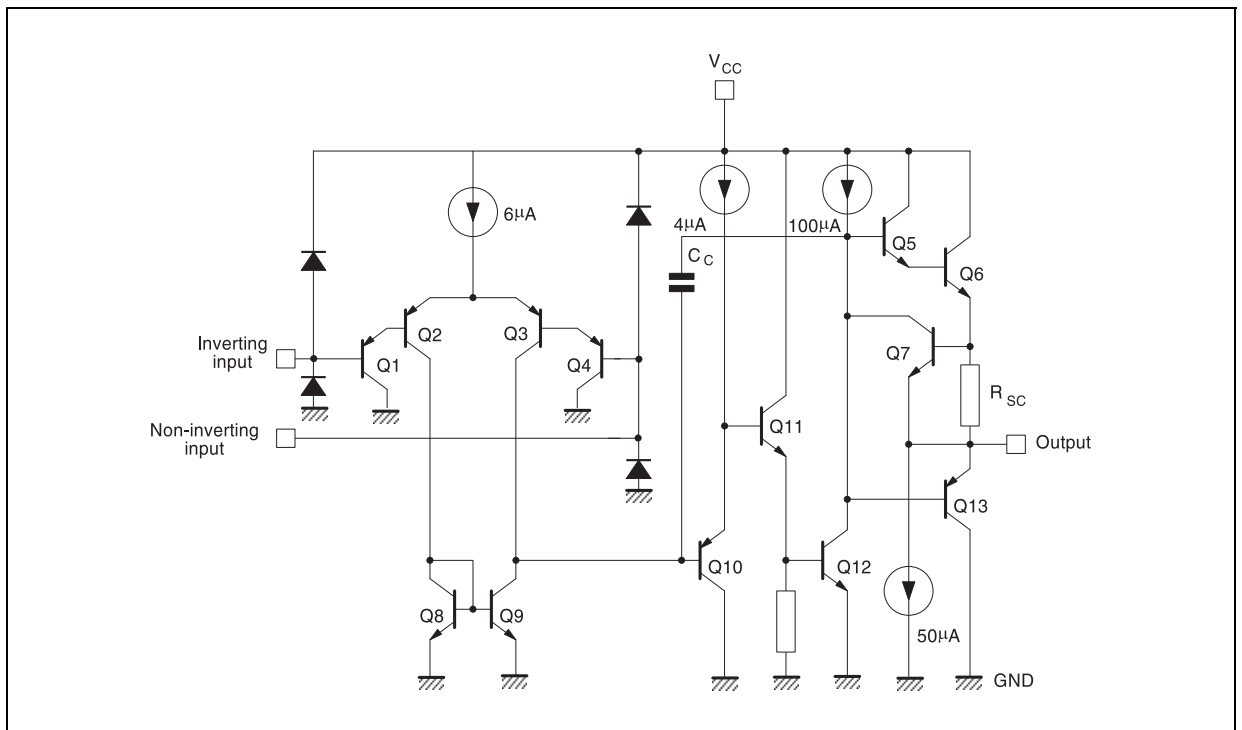 VCC
6μA
4μA
100μA
CC
Q5
Q6
Q2
Q3
Inverting
input
Q1
Q4
Q7
RSC
Non-inverting
input
Q11
Output
Q13
Q10
Q12
Q8
Q9
50μA
GND